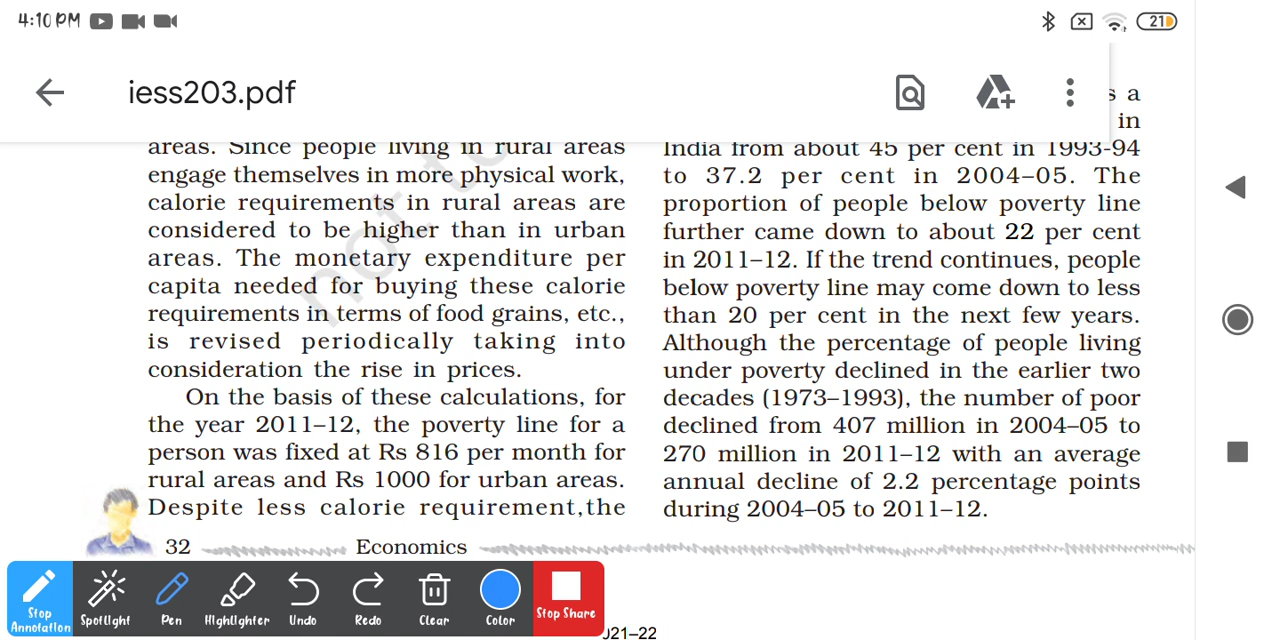 4:10 PM
21
iess203.pdf
areas. Since people living in rural areas
engage themselves in more physical work,
calorie requirements in rural areas are
considered to be higher than in urban
areas. The monetary expenditure per
capita needed for buying these calorie
requirements in terms of food grains, etc.,
is revised periodically taking into
consideration the rise in prices.
On the basis of these calculations, for
the year 2011–12, the poverty line for a
person was fixed at Rs 816 per month for
rural areas and Rs 1000 for urban areas.
Despite less calorie requirement,the
s a
in
India from about 45 per cent in 1993-94
to 37.2 per cent in 2004–05. The
proportion of people below poverty line
further came down to about 22 per cent
in 2011–12. If the trend continues, people
below poverty line may come down to less
than 20 per cent in the next few years.
Although the percentage of people living
under poverty declined in the earlier two
decades (1973–1993), the number of poor
declined from 407 million in 2004–05 to
270 million in 2011–12 with an average
annual decline of 2.2 percentage points
during 2004–05 to 2011–12.
not to
32 Economics
Stop Annotation
Spotlight
Pen
Highlighter
Undo
Redo
Clear
Color
Stop Share
021–22